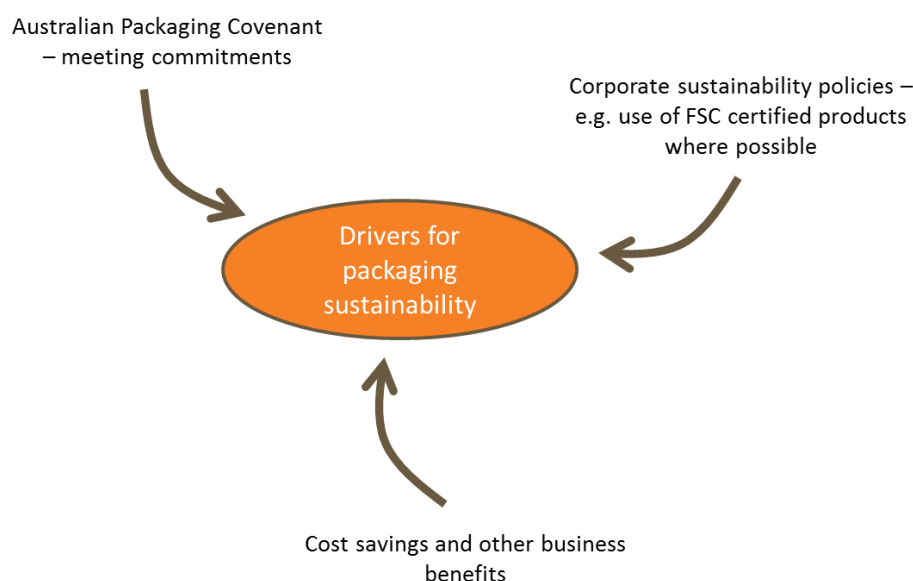 Australian Packaging Covenant
– meeting commitments
Corporate sustainability policies –
e.g. use of FSC certified products
where possible
Drivers for
packaging
sustainability
Cost savings and other business
benefits